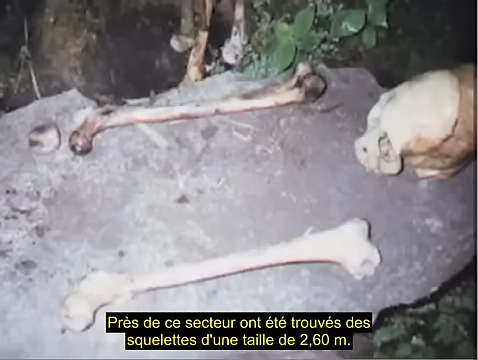 Près de ce secteur ont été trouvés des
squelettes d'une taille de 2,60 m.